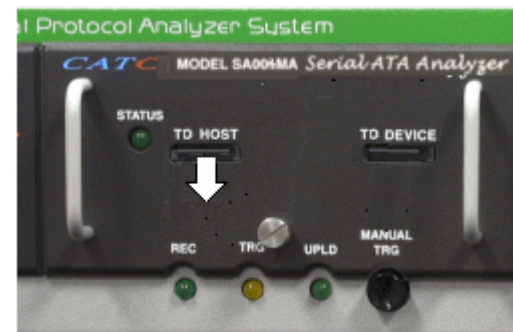 l Protocol Analyzer System
CATC MODEL SA004MA Serial ATA Analyzer
STATUS
TO HOST TO DEVICE
REC TRG UPLD MANUAL
TRG